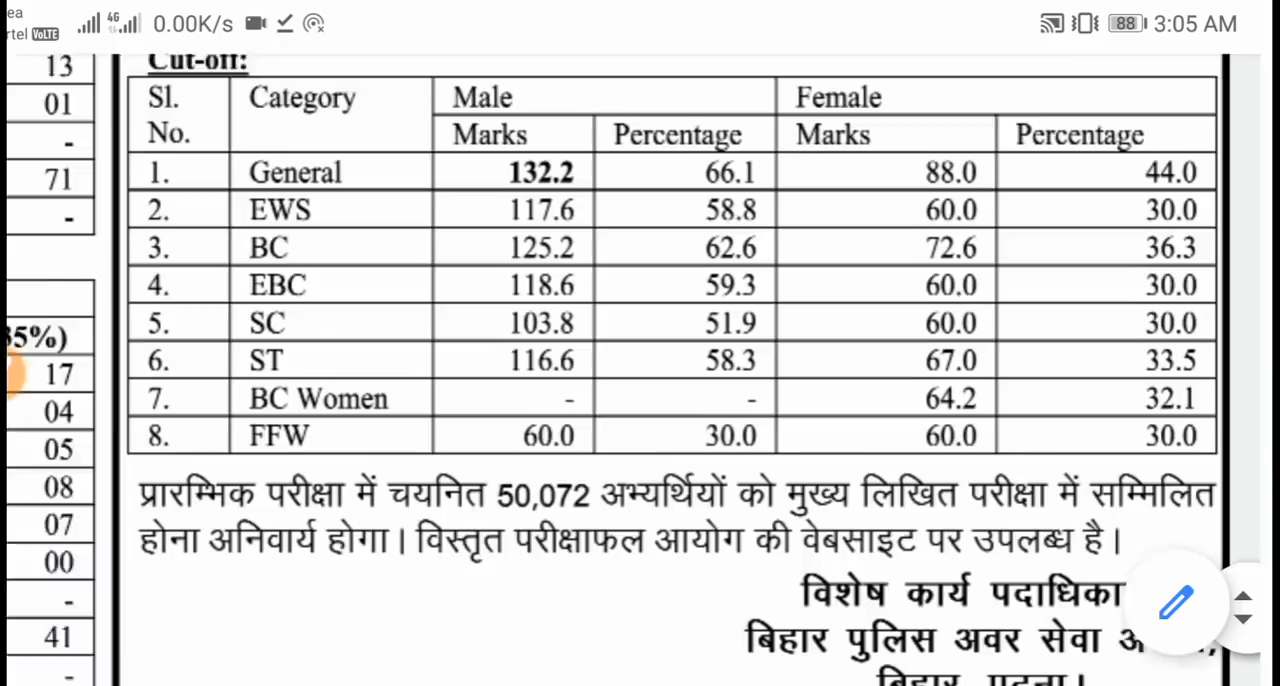 ea
rtel VoLTE 4G 0.00K/s 88 3:05 AM
13
01
-
71
-
35%)
17
04
05
08
07
00
-
41
-
Cut-off:
Sl. No. Category Male Female
Marks Percentage Marks Percentage
1. General 132.2 66.1 88.0 44.0
2. EWS 117.6 58.8 60.0 30.0
3. BC 125.2 62.6 72.6 36.3
4. EBC 118.6 59.3 60.0 30.0
5. SC 103.8 51.9 60.0 30.0
6. ST 116.6 58.3 67.0 33.5
7. BC Women - - 64.2 32.1
8. FFW 60.0 30.0 60.0 30.0
प्रारम्भिक परीक्षा में चयनित 50,072 अभ्यर्थियों को मुख्य लिखित परीक्षा में सम्मिलित
होना अनिवार्य होगा। विस्तृत परीक्षाफल आयोग की वेबसाइट पर उपलब्ध है।
विशेष कार्य पदाधिका
बिहार पुलिस अवर सेवा
बिहार, पटना।